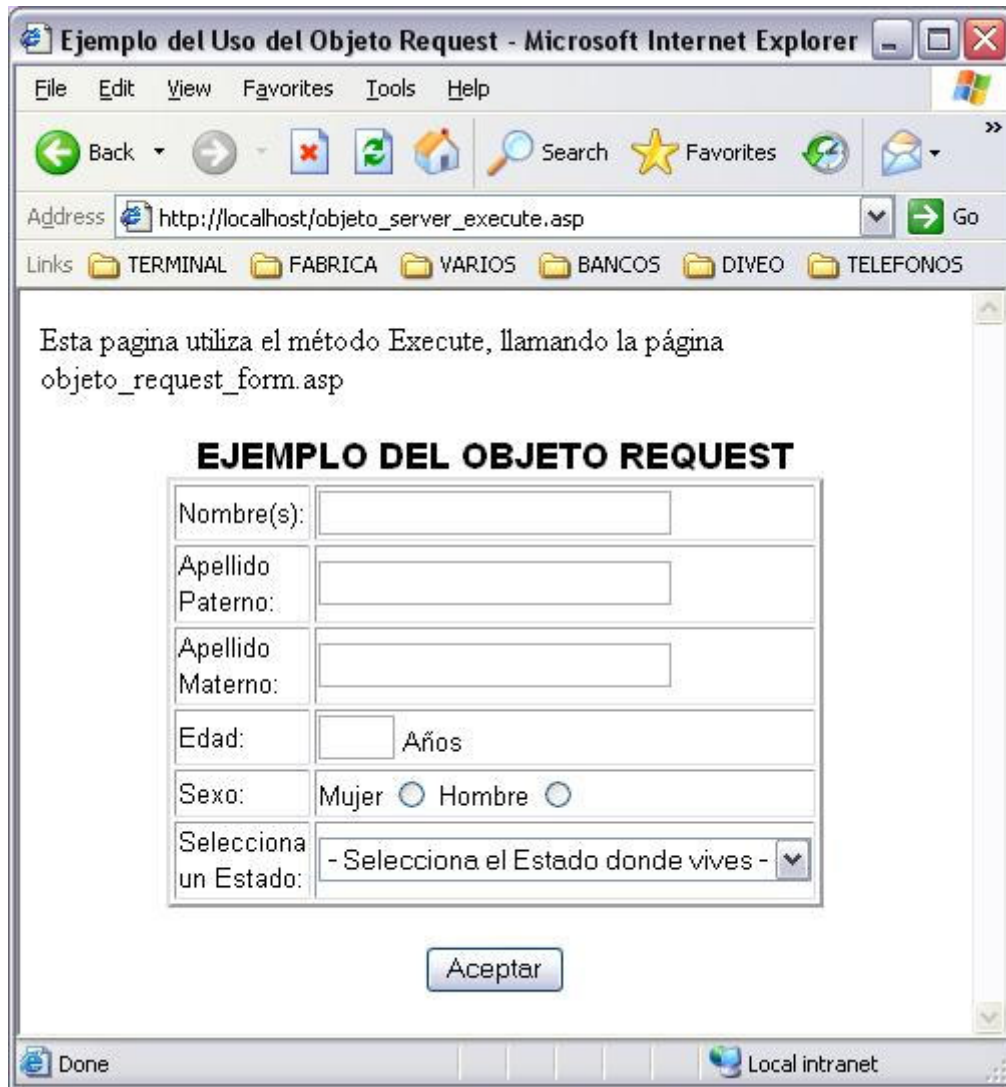 Ejemplo del Uso del Objeto Request - Microsoft Internet Explorer
File Edit View Favorites Tools Help
Back Search Favorites »
Address http://localhost/objeto_server_execute.asp Go
Links TERMINAL FABRICA VARIOS BANCOS DIVEO TELEFONOS
Esta pagina utiliza el método Execute, llamando la página
objeto_request_form.asp
EJEMPLO DEL OBJETO REQUEST
Nombre(s):
Apellido
Paterno:
Apellido
Materno:
Edad: Años
Sexo: Mujer Hombre
Selecciona
un Estado: - Selecciona el Estado donde vives -
Aceptar
Done Local intranet